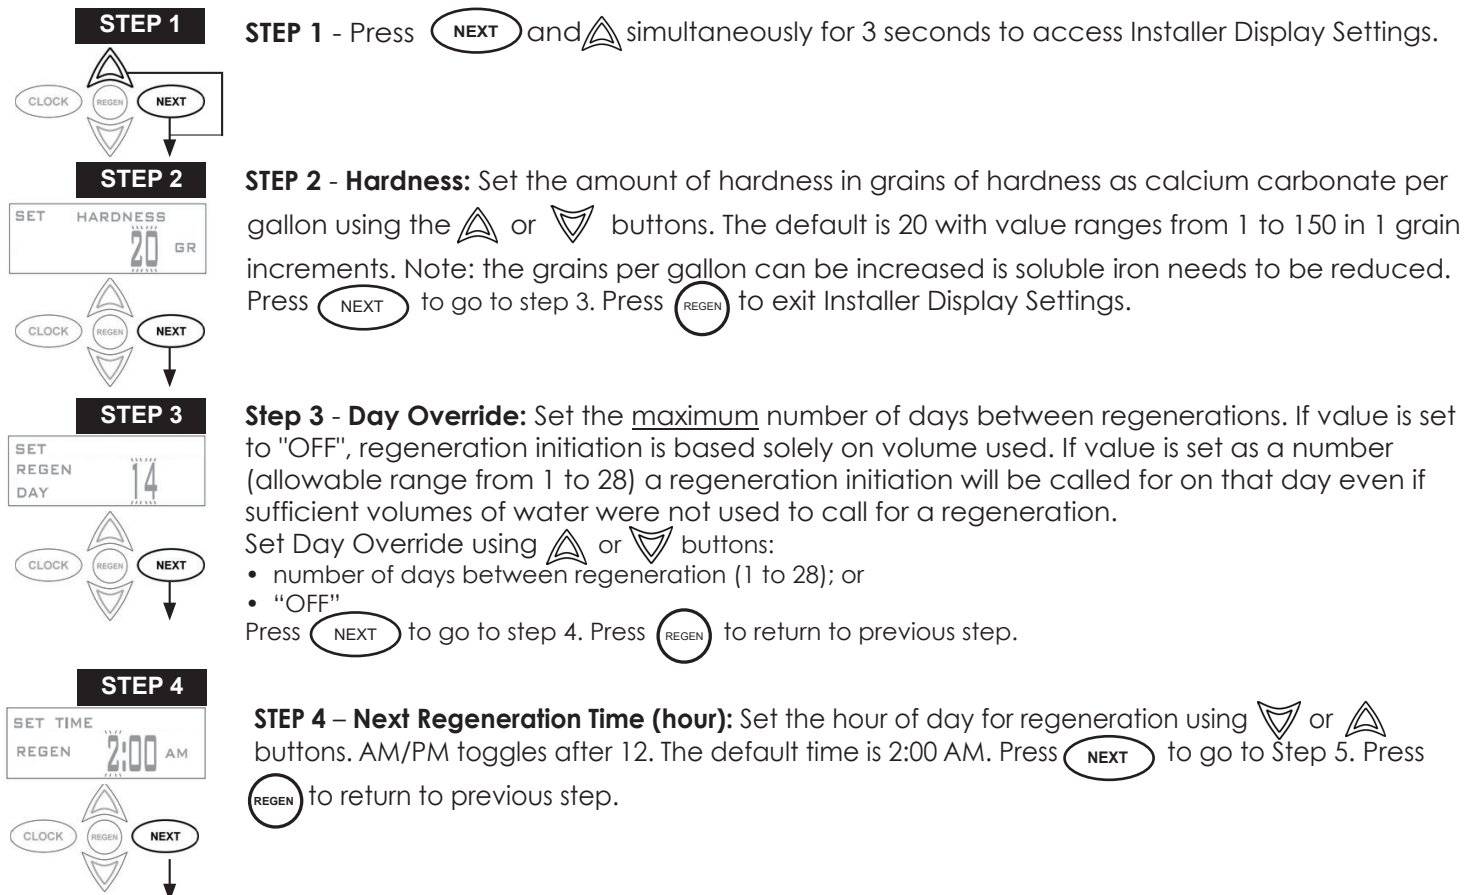 STEP 1
STEP 1 - Press NEXT and simultaneously for 3 seconds to access Installer Display Settings.
CLOCK REGEN NEXT
STEP 2
STEP 2 - Hardness: Set the amount of hardness in grains of hardness as calcium carbonate per
gallon using the or buttons. The default is 20 with value ranges from 1 to 150 in 1 grain
increments. Note: the grains per gallon can be increased is soluble iron needs to be reduced.
Press NEXT to go to step 3. Press REGEN to exit Installer Display Settings.
SET HARDNESS
20 GR
CLOCK REGEN NEXT
STEP 3
Step 3 - Day Override: Set the maximum number of days between regenerations. If value is set
to "OFF", regeneration initiation is based solely on volume used. If value is set as a number
(allowable range from 1 to 28) a regeneration initiation will be called for on that day even if
sufficient volumes of water were not used to call for a regeneration.
Set Day Override using or buttons:
• number of days between regeneration (1 to 28); or
• “OFF”
Press NEXT to go to step 4. Press REGEN to return to previous step.
SET
REGEN 14
DAY
CLOCK REGEN NEXT
STEP 4
STEP 4 – Next Regeneration Time (hour): Set the hour of day for regeneration using or
buttons. AM/PM toggles after 12. The default time is 2:00 AM. Press NEXT to go to Step 5. Press
REGEN to return to previous step.
SET TIME
REGEN 2:00 AM
CLOCK REGEN NEXT